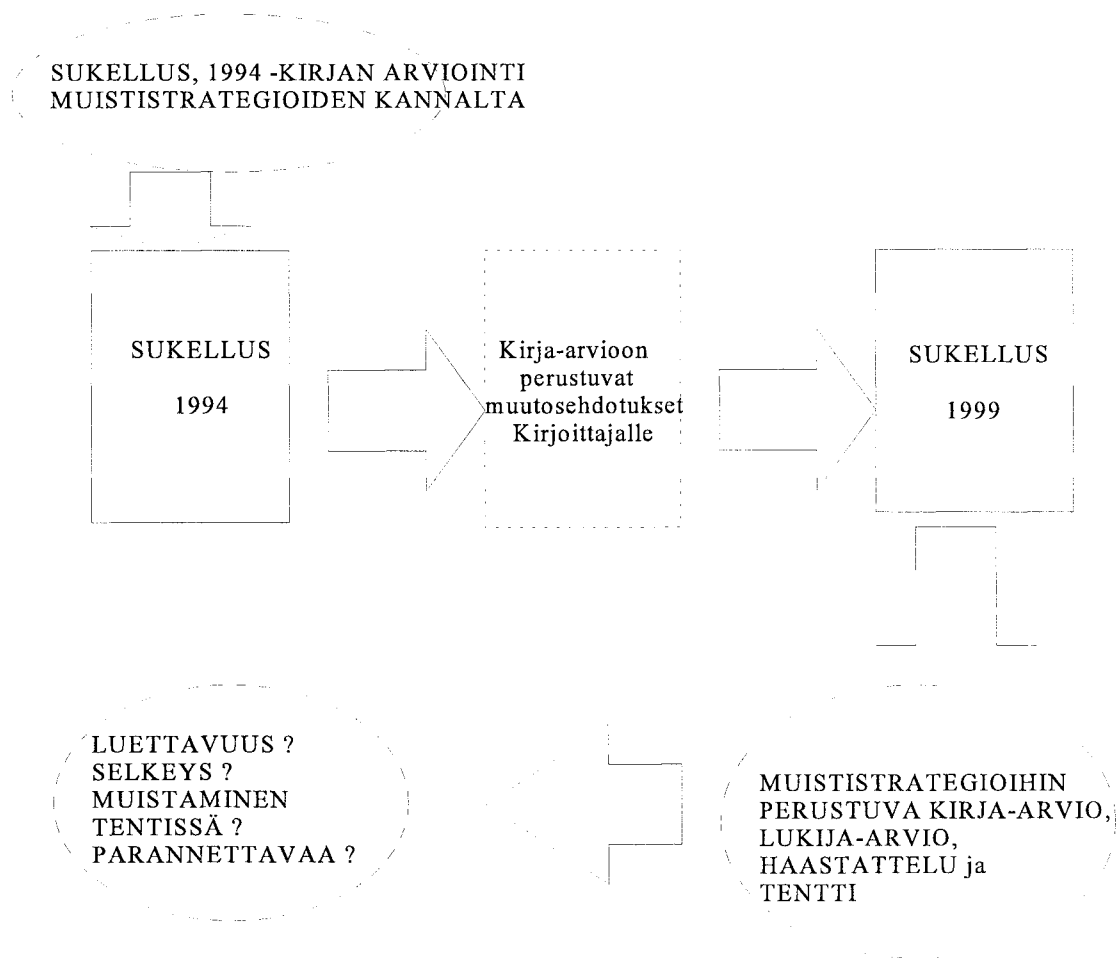 SUKELLUS, 1994 -KIRJAN ARVIOINTI
MUISTISTRATEGIOIDEN KANNALTA
SUKELLUS
1994
Kirja-arvioon
perustuvat
muutosehdotukset
Kirjoittajalle
SUKELLUS
1999
LUETTAVUUS ?
SELKEYS ?
MUISTAMINEN
TENTISSÄ ?
PARANNETTAVAA ?
MUISTISTRATEGIOIHIN
PERUSTUVA KIRJA-ARVIO,
LUKIJA-ARVIO,
HAASTATTELU ja
TENTTI